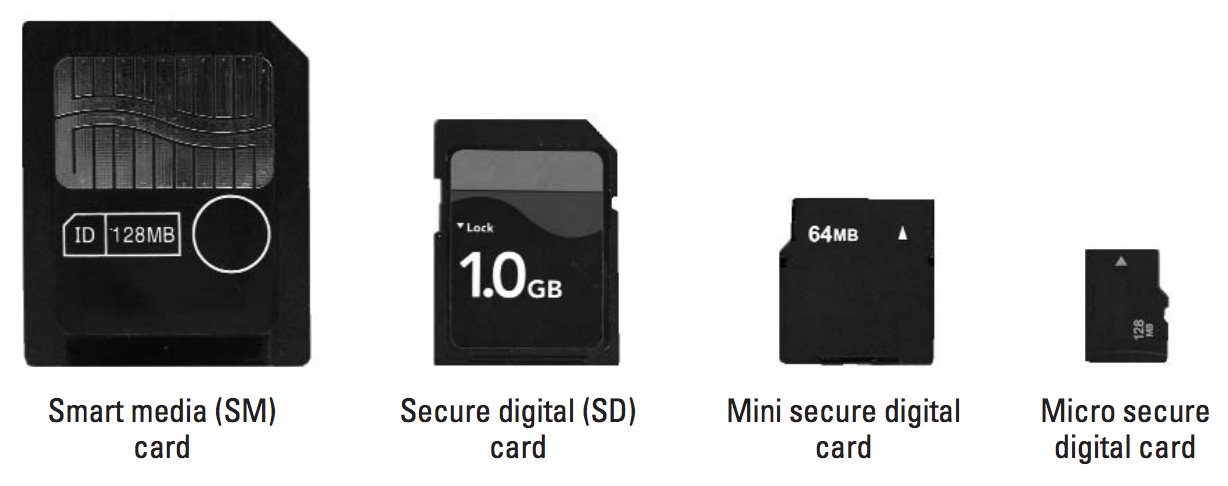 ID 128MB
Lock
1.0GB
64MB
128
MB
Smart media (SM)
card
Secure digital (SD)
card
Mini secure digital
card
Micro secure
digital card